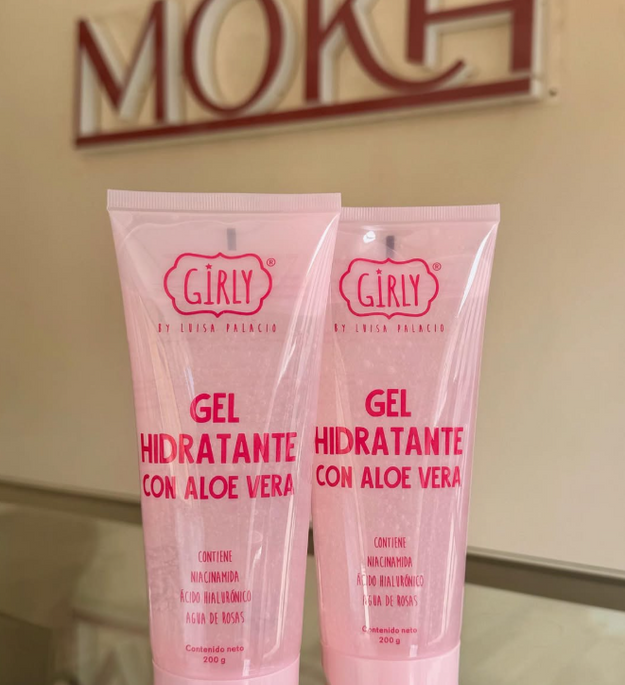 MOKH
GiRLY®
BY LUISA PALACIO
GEL
HIDRATANTE
CON ALOE VERA
CONTIENE
NIACINAMIDA
ÁCIDO HIALURÓNICO
AGUA DE ROSAS
Contenido neto
200 g
GiRLY®
BY LUISA PALACIO
GEL
HIDRATANTE
CON ALOE VERA
CONTIENE
NIACINAMIDA
ÁCIDO HIALURÓNICO
AGUA DE ROSAS
Contenido neto
200 g